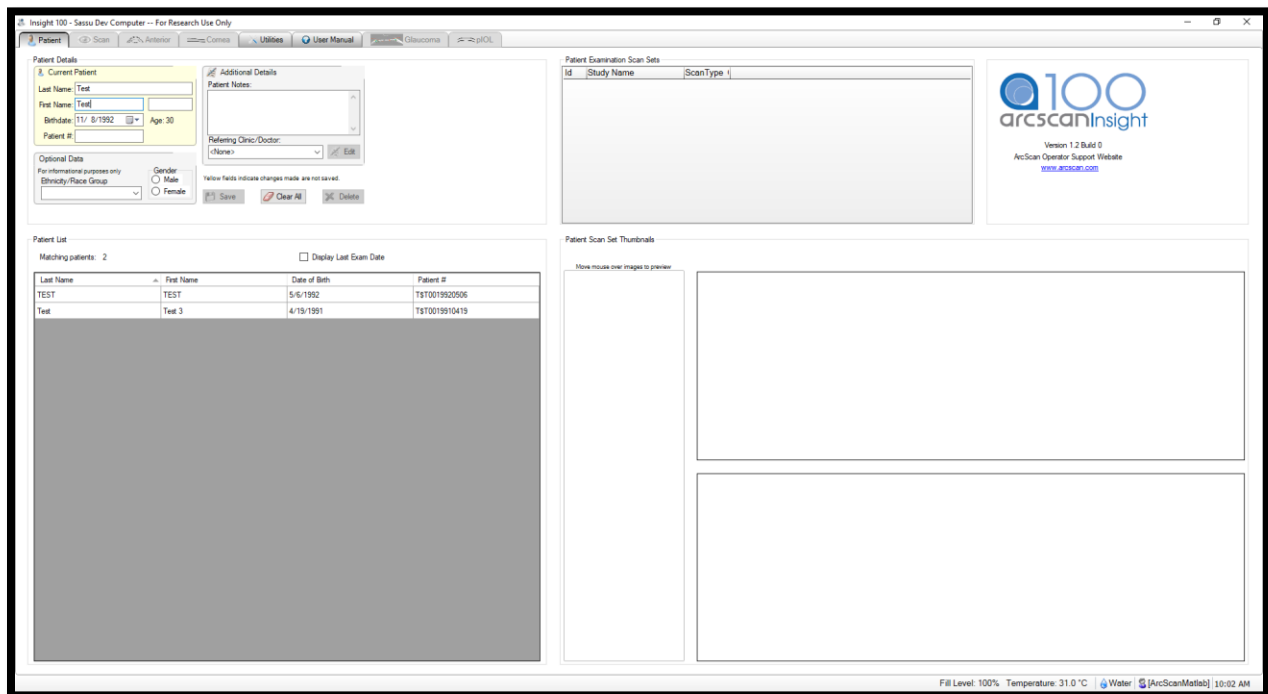 Insight 100 - Sassu Dev Computer -- For Research Use Only
Patient Scan Anterior Cornea Utilities User Manual Glaucoma pIOL
Patient Details
Current Patient
Last Name: Test
First Name: Test
Birthdate: 11/ 8/1992 Age: 30
Patient #:
Optional Data
For informational purposes only
Ethnicity/Race Group
Gender
Male
Female
Additional Details
Patient Notes:
Referring Clinic/Doctor:
<None> Edit
Yellow fields indicate changes made are not saved.
Save Clear All Delete
Patient Examination Scan Sets
Id Study Name ScanType
a100
arcscanInsight
Version 1.2 Build 0
ArcScan Operator Support Website
www.arcscan.com
Patient List
Matching patients: 2 Display Last Exam Date
Last Name First Name Date of Birth Patient #
TEST TEST 5/6/1992 T$T0019920506
Test Test 3 4/19/1991 T$T0019910419
Patient Scan Set Thumbnails
Move mouse over images to preview
Fill Level: 100% Temperature: 31.0 °C Water [ArcScanMatlab] 10:02 AM